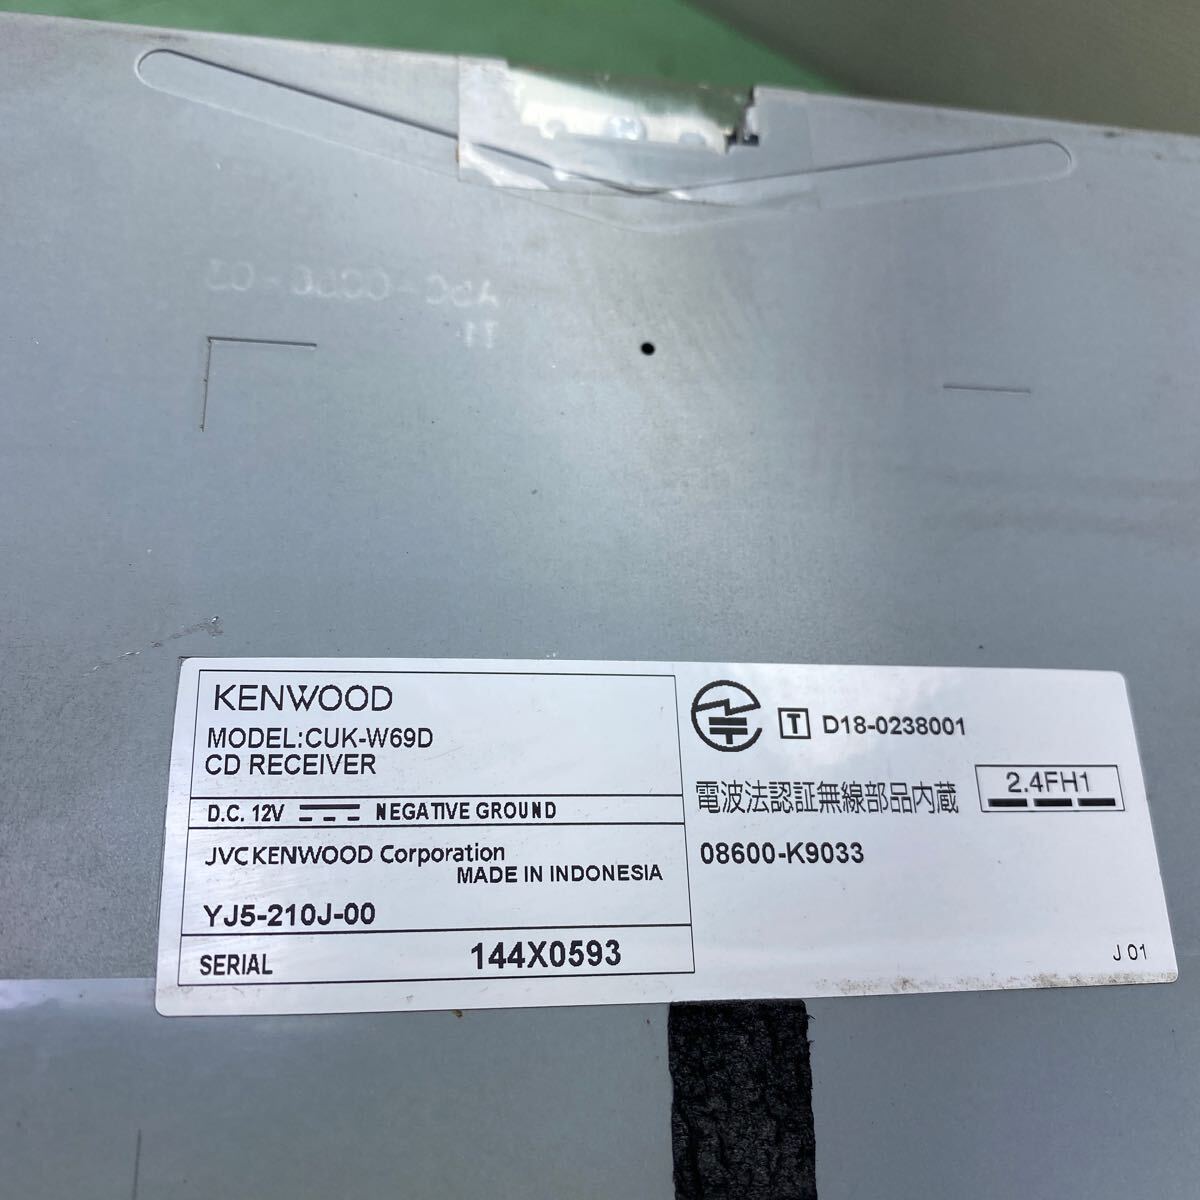 KENWOOD
MODEL:CUK-W69D
CD RECEIVER
D.C. 12V NEGATIVE GROUND
JVCKENWOOD Corporation
MADE IN INDONESIA
YJ5-210J-00
SERIAL 144X0593
T D18-0238001
電波法認証無線部品内蔵 2.4FH1
08600-K9033
J 01